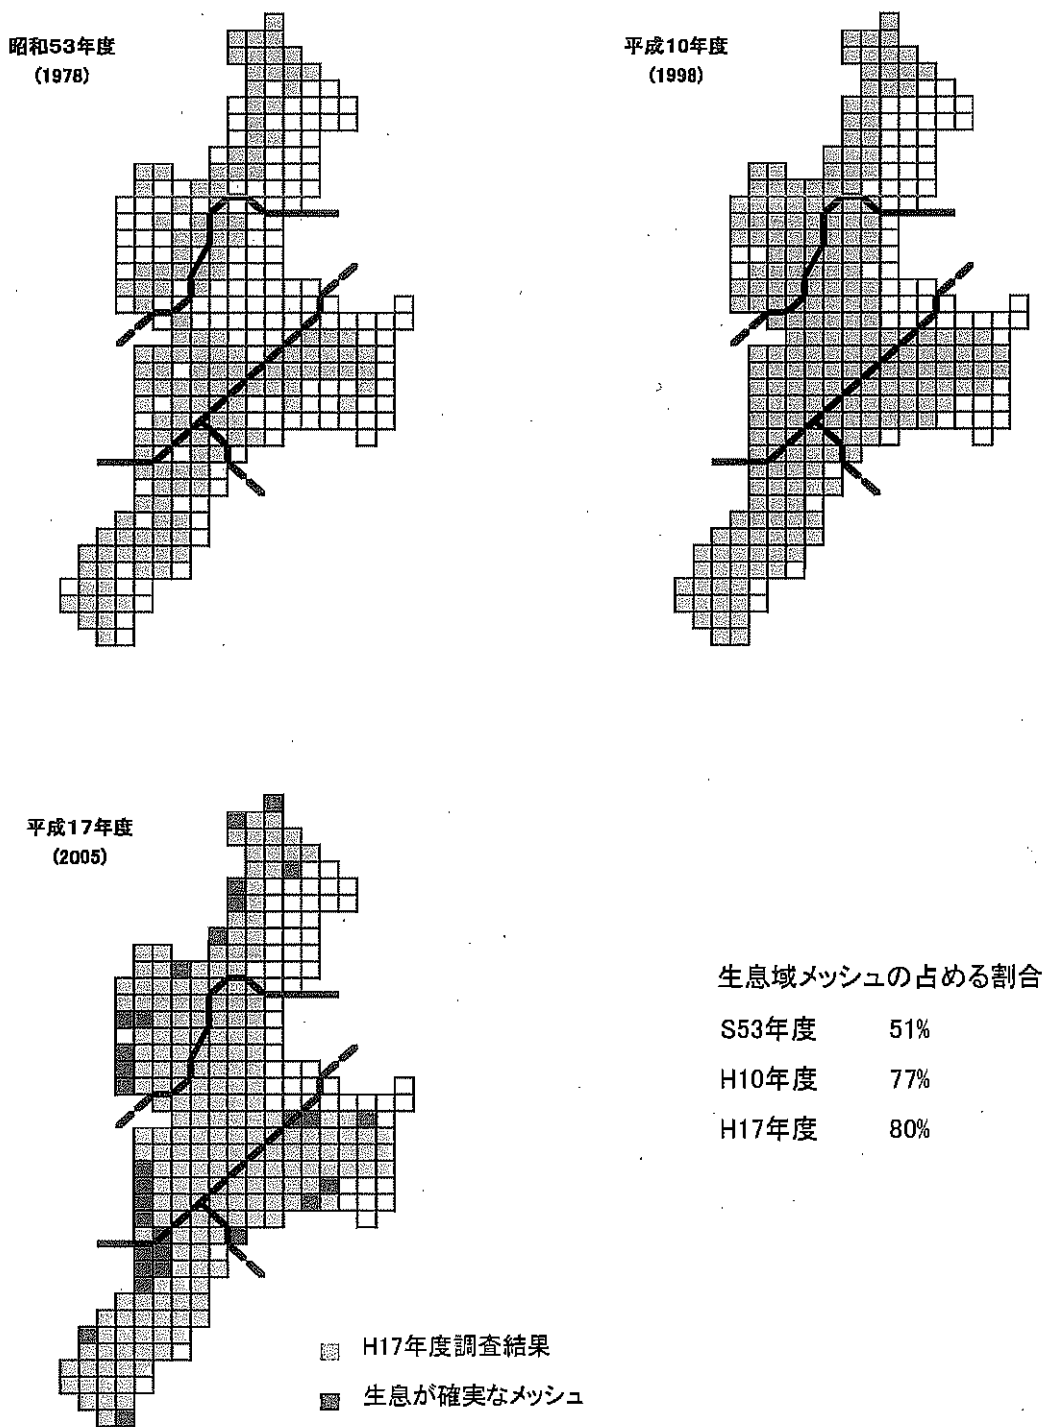 昭和53年度
(1978)
平成10年度
(1998)
平成17年度
(2005)
生息域メッシュの占める割合
S53年度 51%
H10年度 77%
H17年度 80%
H17年度調査結果
生息が確実なメッシュ